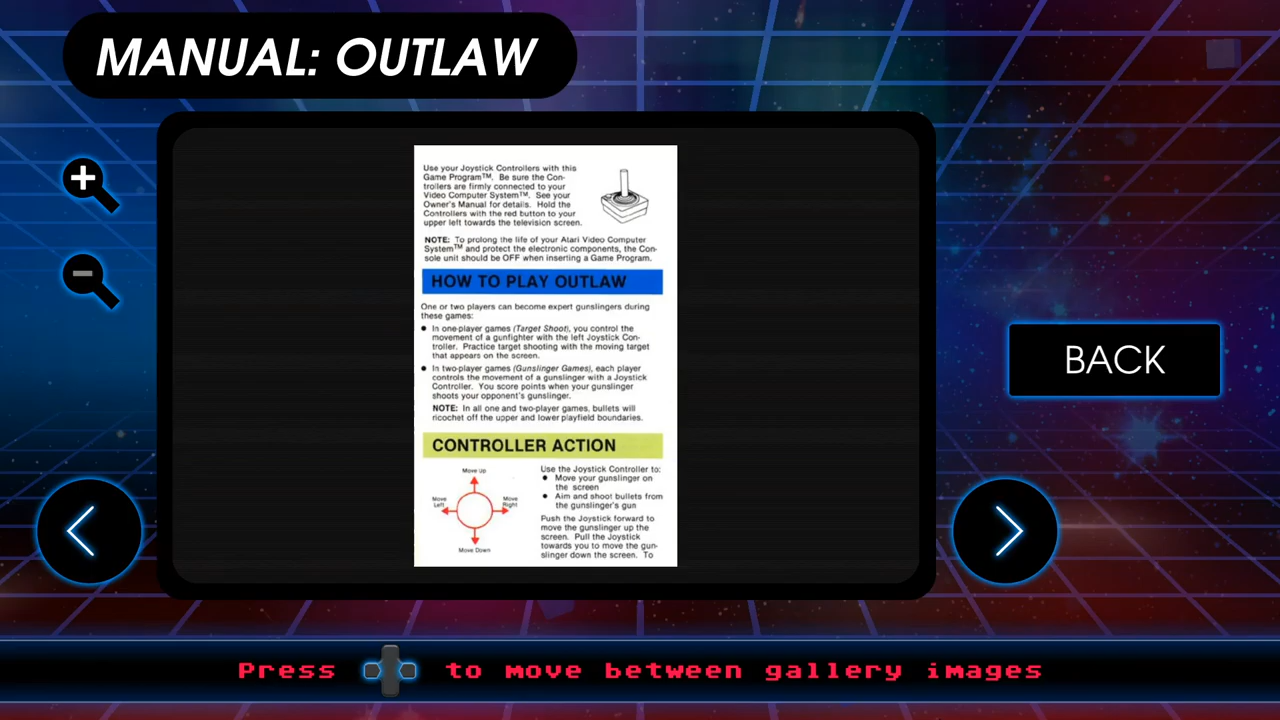 MANUAL: OUTLAW
Use your Joystick Controllers with this
Game Program™. Be sure the Con-
trollers are firmly connected to your
Video Computer System™. See your
Owner's Manual for details. Hold the
Controllers with the red button to your
upper left towards the television screen.
NOTE: To prolong the life of your Atari Video Computer
System™ and protect the electronic components, the Con-
sole unit should be OFF when inserting a Game Program.
HOW TO PLAY OUTLAW
One or two players can become expert gunslingers during
these games:
● In one-player games (Target Shoot), you control the
movement of a gunfighter with the left Joystick Con-
troller. Practice target shooting with the moving target
that appears on the screen.
● In two-player games (Gunslinger Games), each player
controls the movement of a gunslinger with a Joystick
Controller. You score points when your gunslinger
shoots your opponent's gunslinger.
NOTE: In all one and two-player games, bullets will
ricochet off the upper and lower playfield boundaries.
CONTROLLER ACTION
Move Up
Move
Left
Move
Right
Move Down
Use the Joystick Controller to:
● Move your gunslinger on
the screen
● Aim and shoot bullets from
the gunslinger's gun
Push the Joystick forward to
move the gunslinger up the
screen. Pull the Joystick
towards you to move the gun-
slinger down the screen. To
BACK
Press to move between gallery images